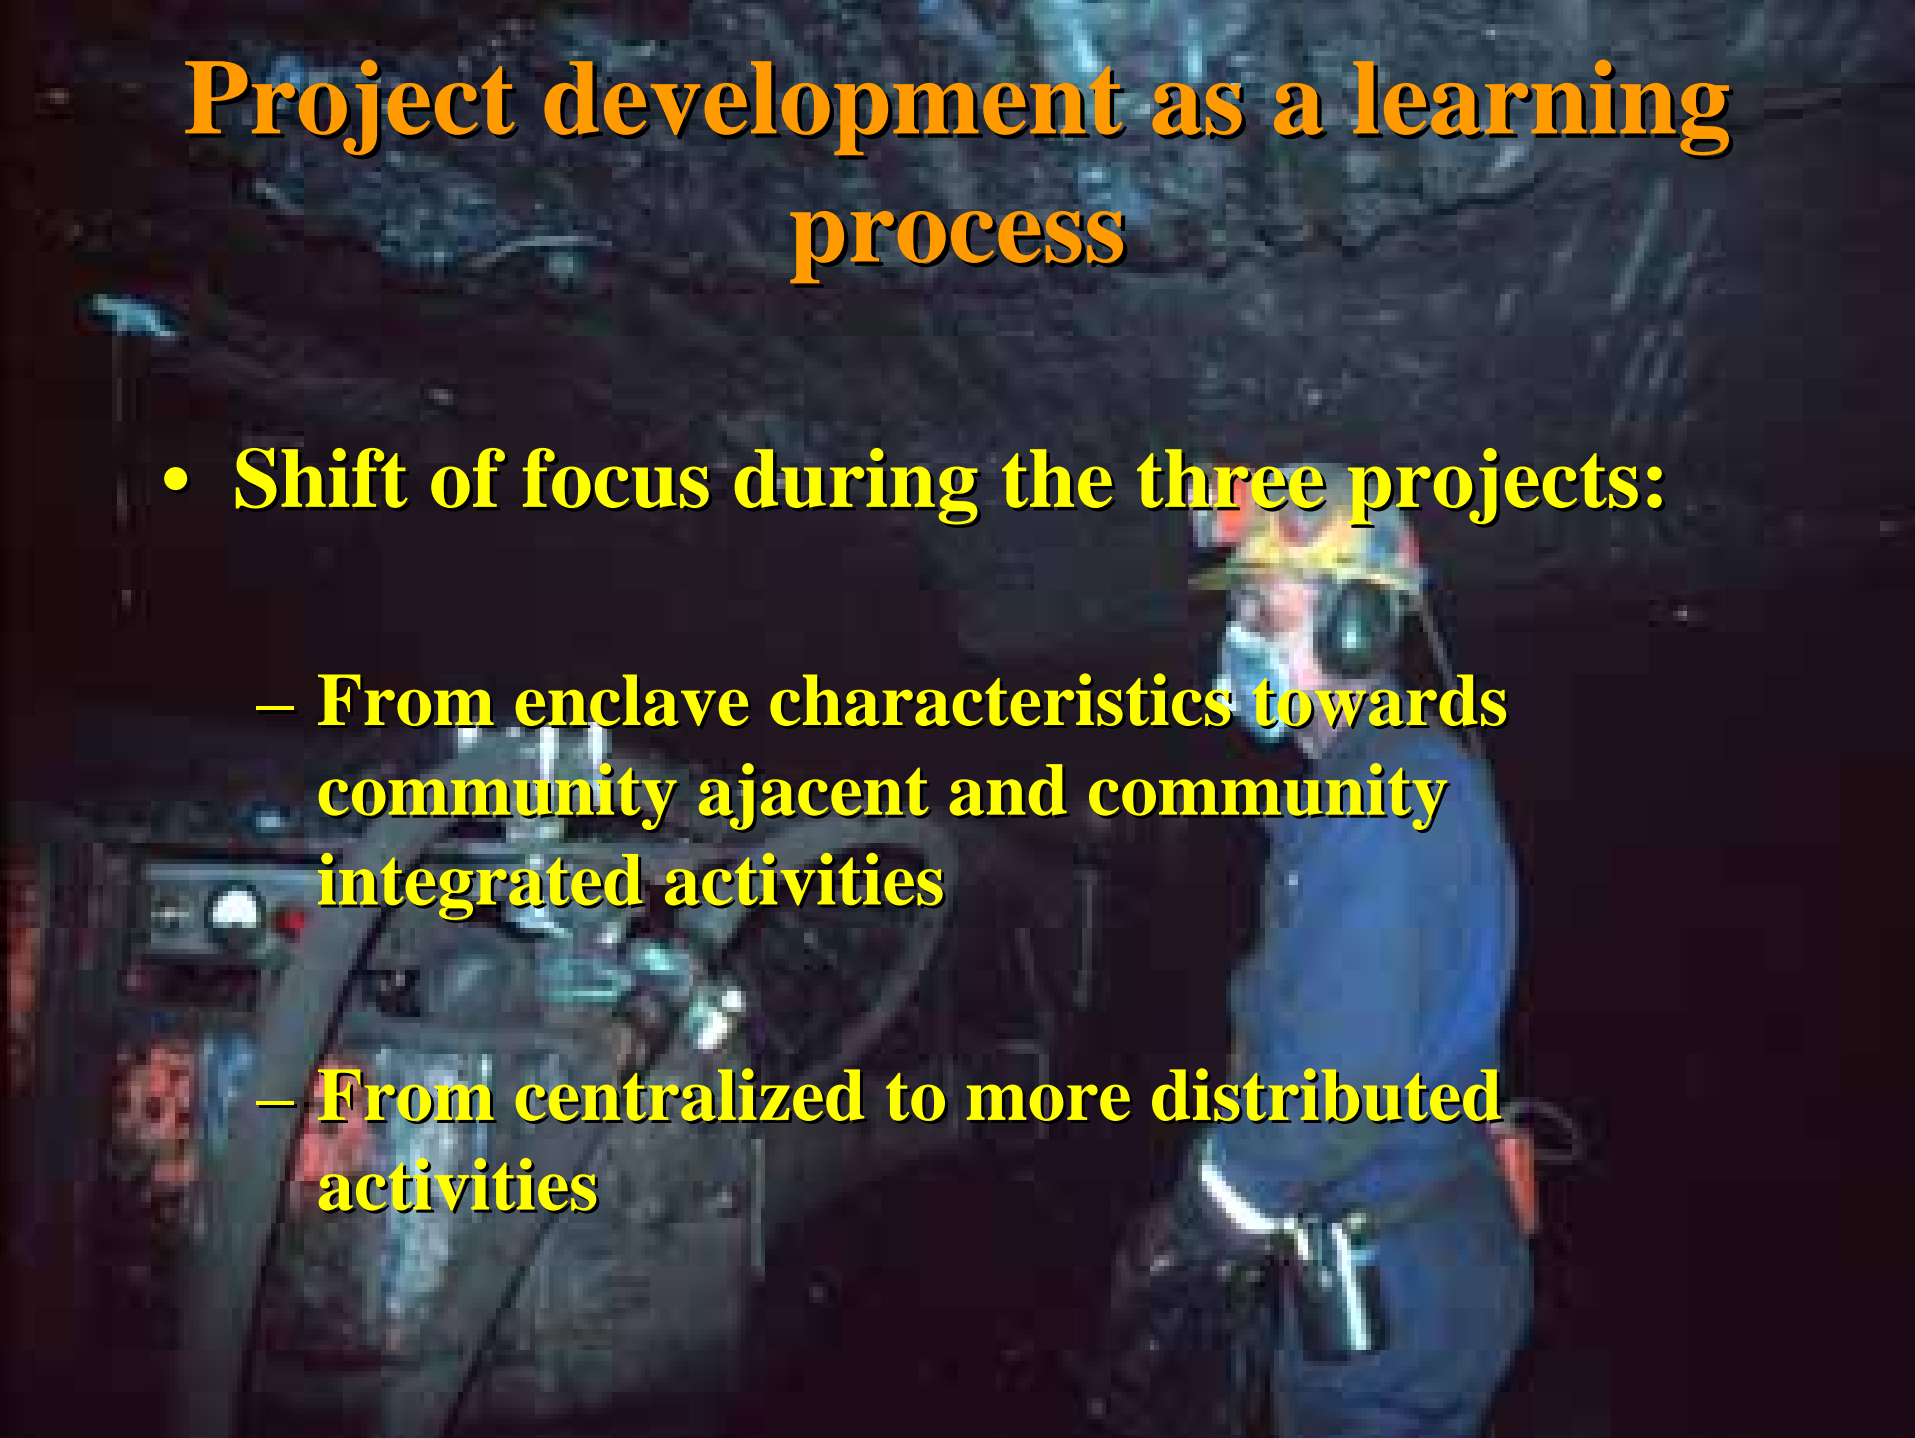 Project development as a learning
process
• Shift of focus during the three projects:
– From enclave characteristics towards
community ajacent and community
integrated activities
– From centralized to more distributed
activities